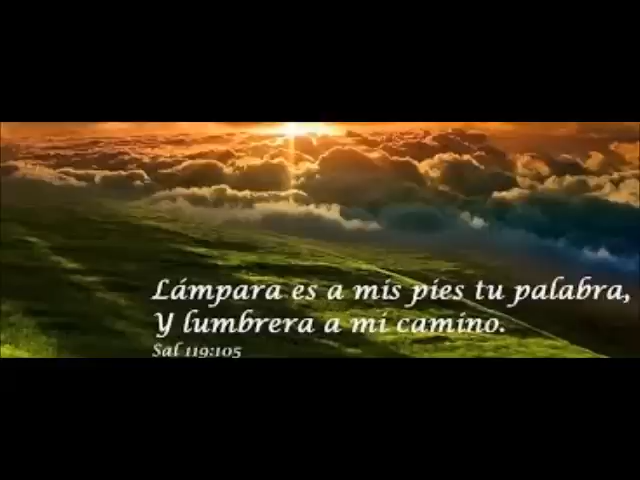 Lámpara es a mis pies tu palabra,
Y lumbrera a mi camino.
Sal 119:105